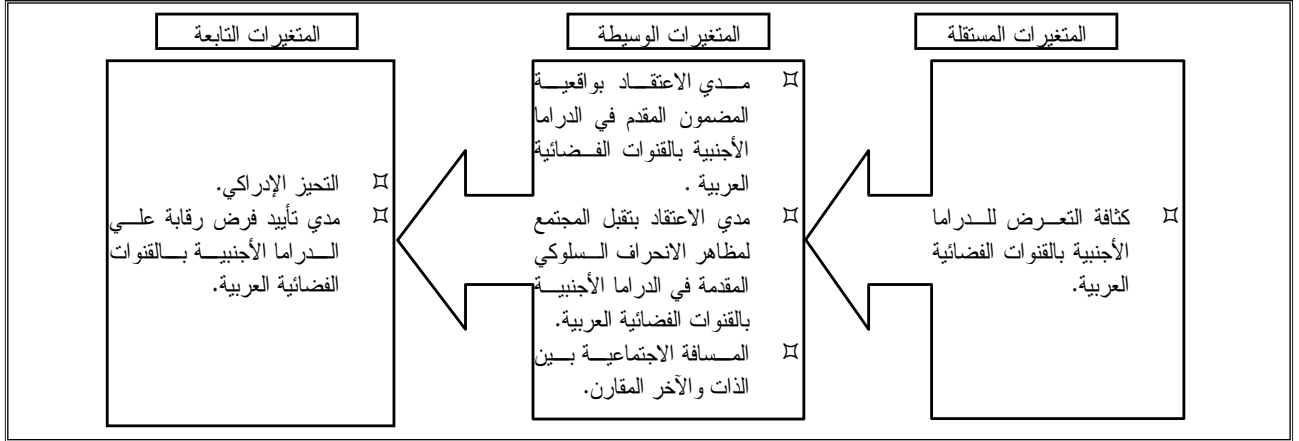 المتغيرات المستقلة
المتغيرات الوسيطة
المتغيرات التابعة
¤ كثافة التعرض للدراما
الأجنبية بالقنوات الفضائية
العربية.
¤ مدي الاعتقاد بواقعية
المضمون المقدم في الدراما
الأجنبية بالقنوات الفضائية
العربية .
¤ مدي الاعتقاد بتقبل المجتمع
لمظاهر الانحراف السلوكي
المقدمة في الدراما الأجنبية
بالقنوات الفضائية العربية.
¤ المسافة الاجتماعية بين
الذات والآخر المقارن.
¤ التحيز الإدراكي.
¤ مدي تأييد فرض رقابة علي
الدراما الأجنبية بالقنوات
الفضائية العربية.